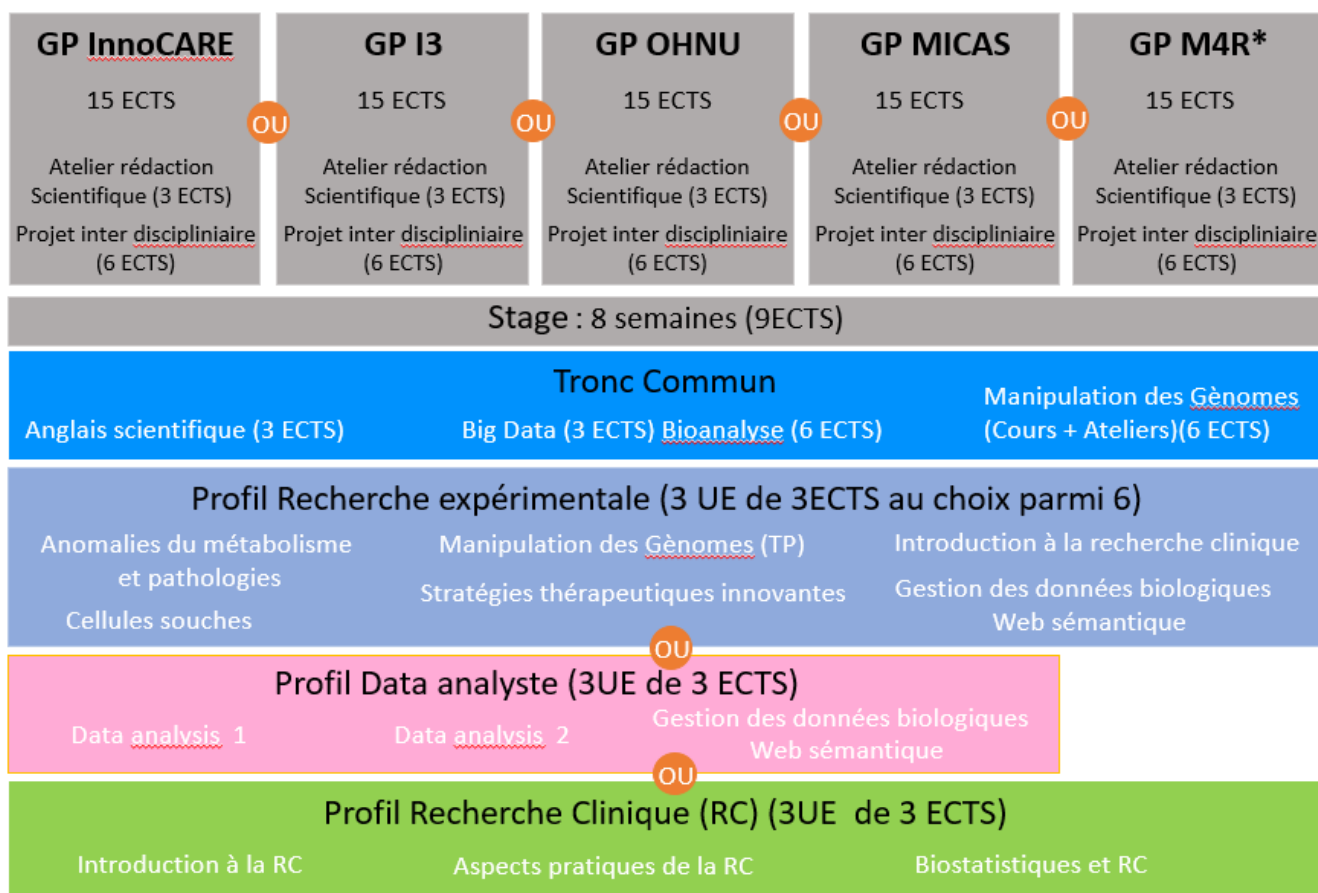 GP InnoCARE
15 ECTS
Atelier rédaction
Scientifique (3 ECTS)
Projet inter discipliniaire
(6 ECTS)
OU
GP I3
15 ECTS
Atelier rédaction
Scientifique (3 ECTS)
Projet inter discipliniaire
(6 ECTS)
OU
GP OHNU
15 ECTS
Atelier rédaction
Scientifique (3 ECTS)
Projet inter discipliniaire
(6 ECTS)
OU
GP MICAS
15 ECTS
Atelier rédaction
Scientifique (3 ECTS)
Projet inter discipliniaire
(6 ECTS)
OU
GP M4R*
15 ECTS
Atelier rédaction
Scientifique (3 ECTS)
Projet inter discipliniaire
(6 ECTS)
Stage : 8 semaines (9ECTS)
Tronc Commun
Anglais scientifique (3 ECTS)
Big Data (3 ECTS) Bioanalyse (6 ECTS)
Manipulation des Gènomes
(Cours + Ateliers)(6 ECTS)
Profil Recherche expérimentale (3 UE de 3ECTS au choix parmi 6)
Anomalies du métabolisme
et pathologies
Cellules souches
Manipulation des Gènomes (TP)
Stratégies thérapeutiques innovantes
Introduction à la recherche clinique
Gestion des données biologiques
Web sémantique
OU
Profil Data analyste (3UE de 3 ECTS)
Data analysis 1
Data analysis 2
Gestion des données biologiques
Web sémantique
OU
Profil Recherche Clinique (RC) (3UE de 3 ECTS)
Introduction à la RC
Aspects pratiques de la RC
Biostatistiques et RC